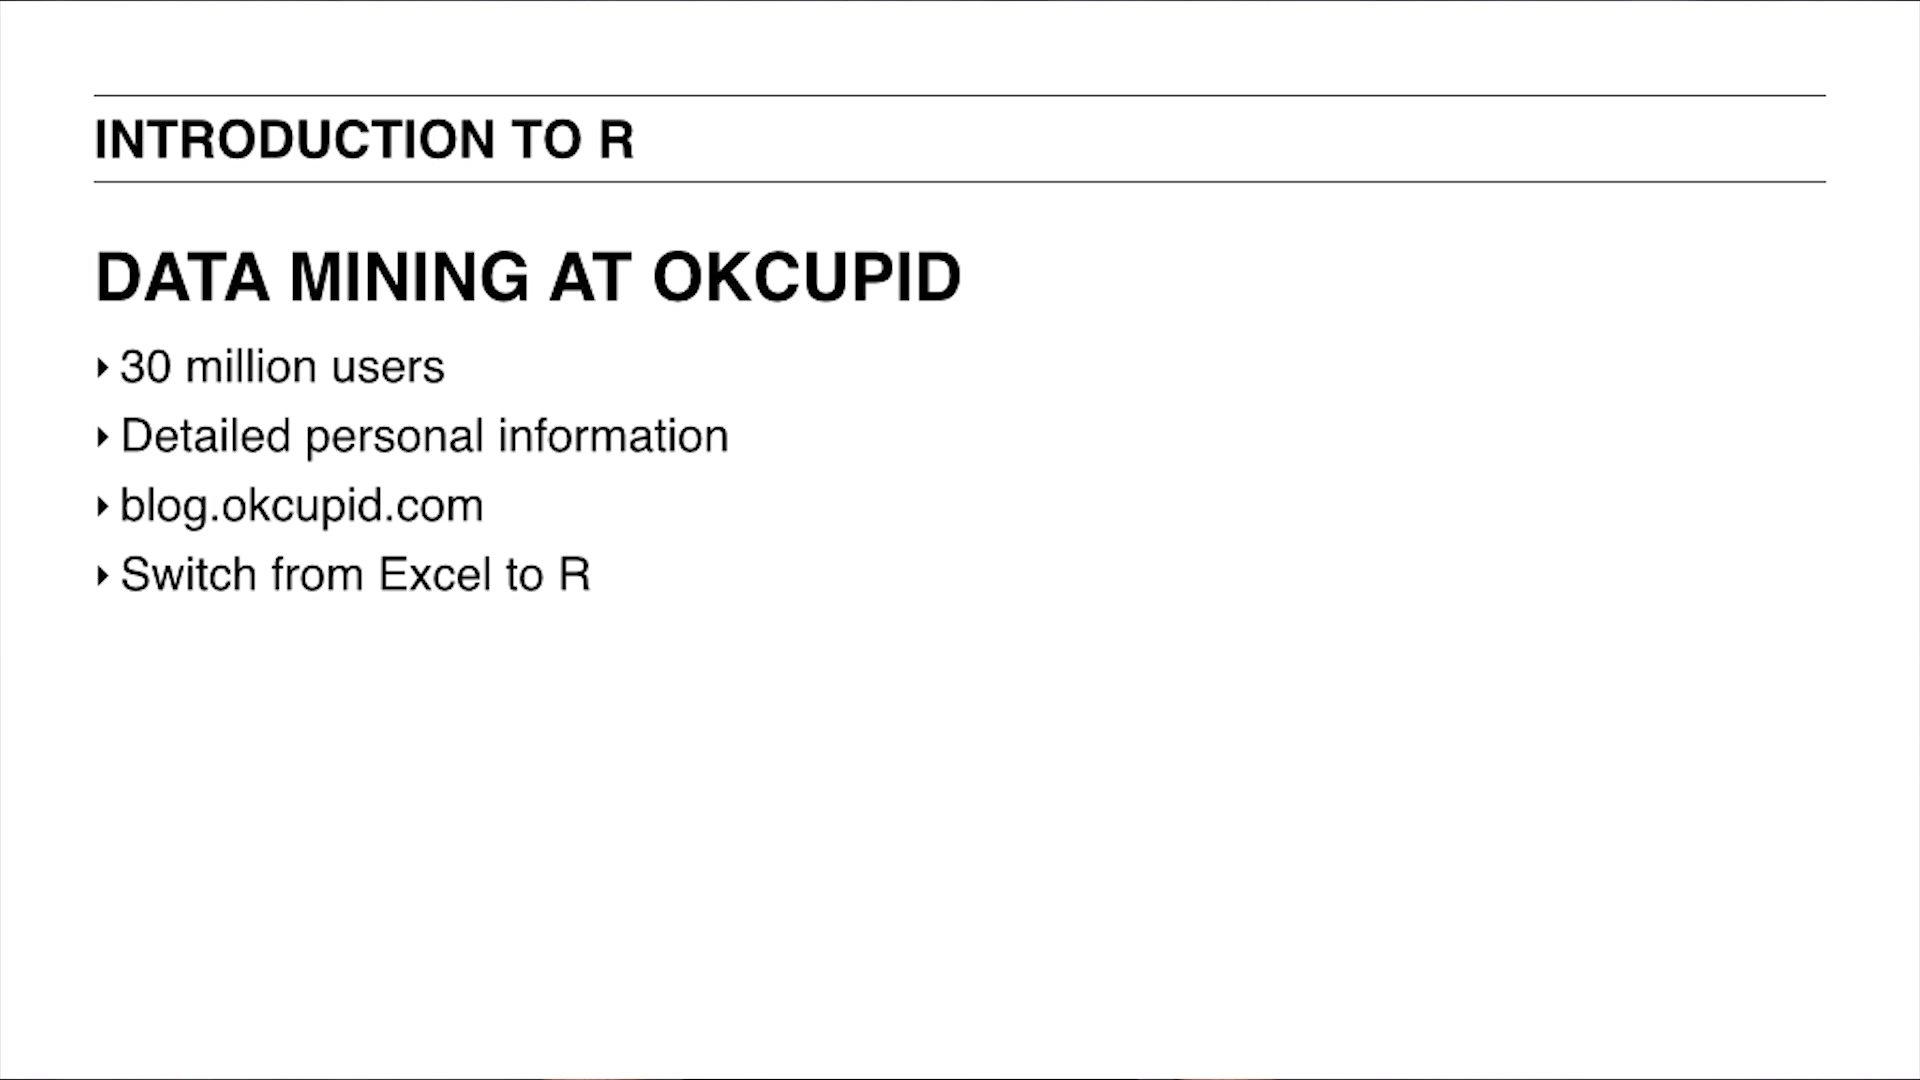 INTRODUCTION TO R
DATA MINING AT OKCUPID
‣ 30 million users
‣ Detailed personal information
‣ blog.okcupid.com
‣ Switch from Excel to R